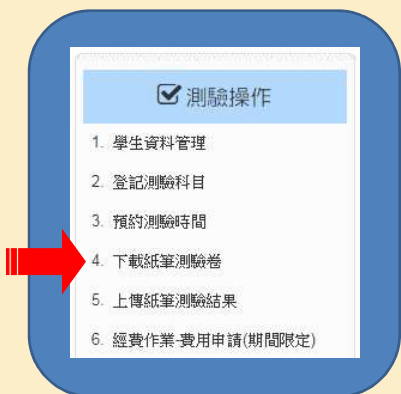 測驗操作
1. 學生資料管理
2. 登記測驗科目
3. 預約測驗時間
4. 下載紙筆測驗卷
5. 上傳紙筆測驗結果
6. 經費作業-費用申請(期間限定)